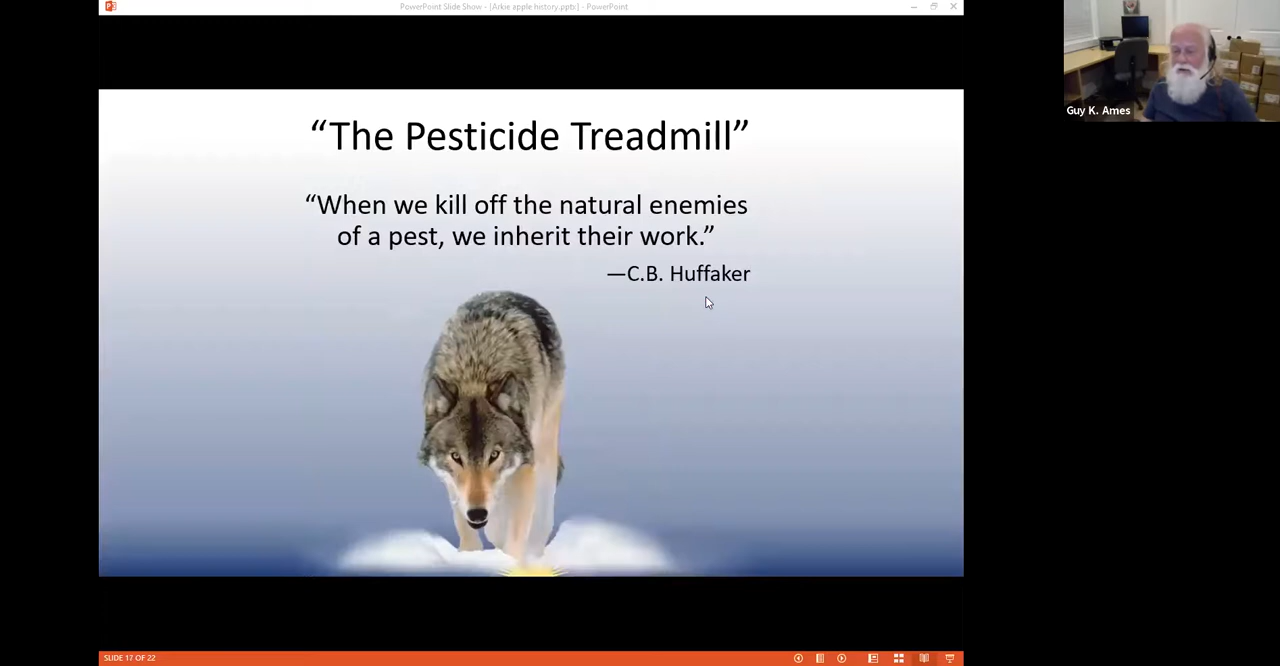 PowerPoint Slide Show - [Arkie apple history.pptx] - PowerPoint
Guy K. Ames
“The Pesticide Treadmill”
“When we kill off the natural enemies
of a pest, we inherit their work.”
—C.B. Huffaker
SLIDE 17 OF 22